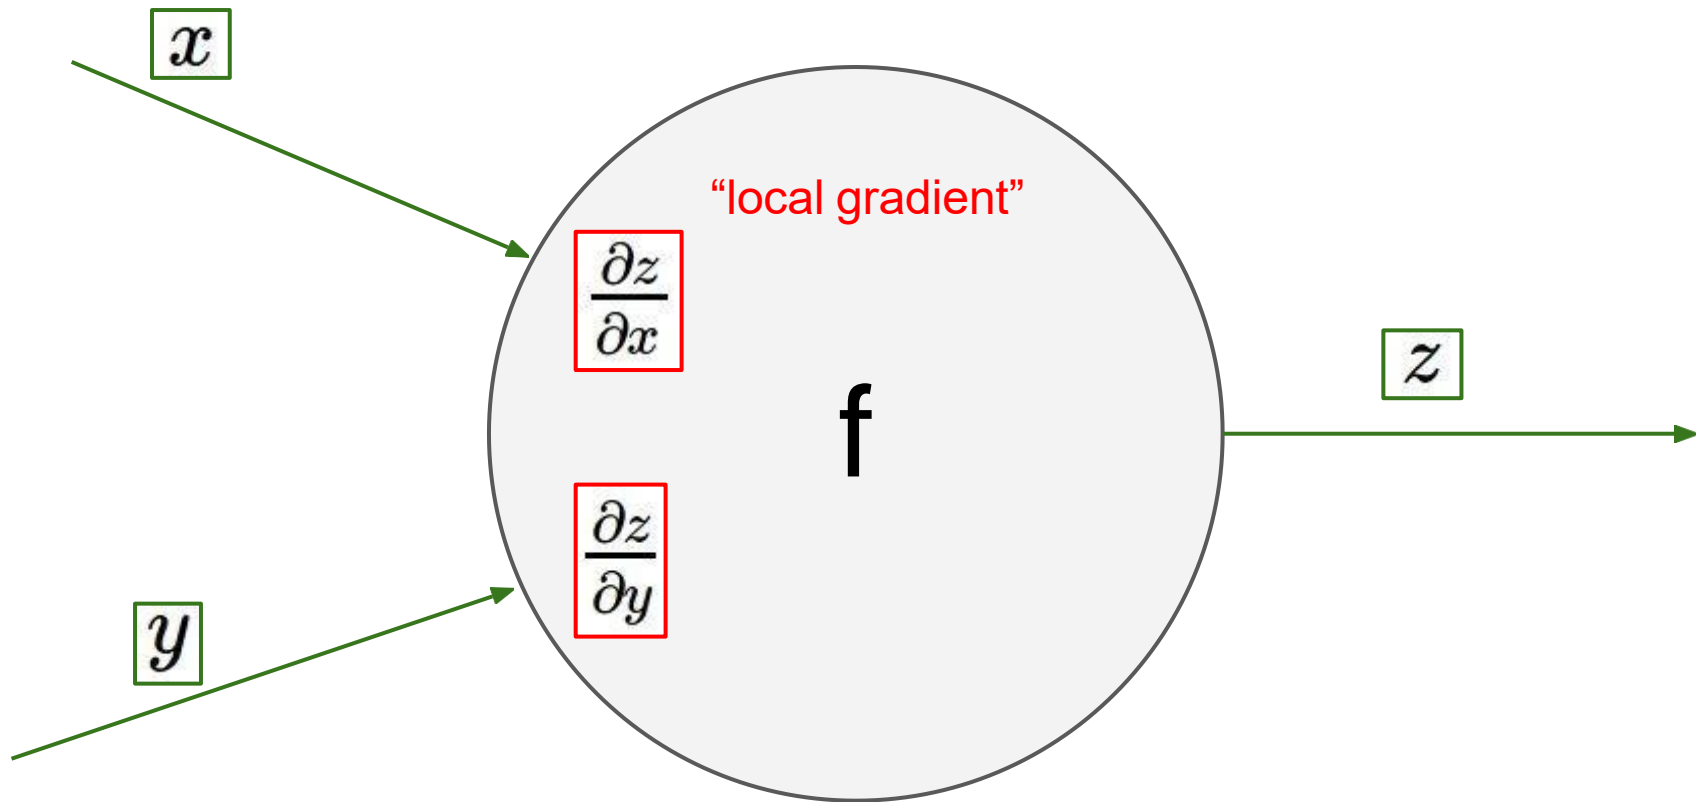 x
“local gradient”
∂z
∂x
z
f
∂z
∂y
y